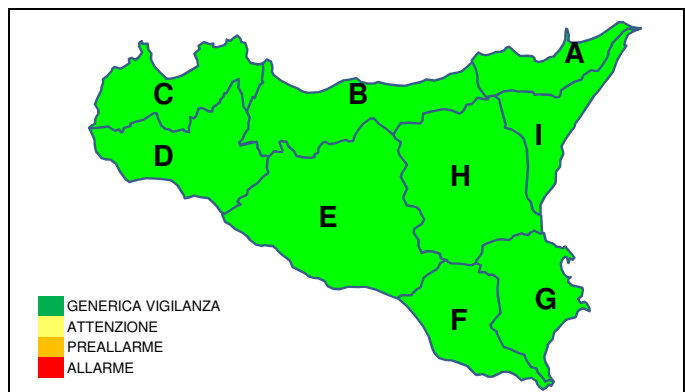 A
C
B
I
D
H
E
G
F
GENERICA VIGILANZA
ATTENZIONE
PREALLARME
ALLARME